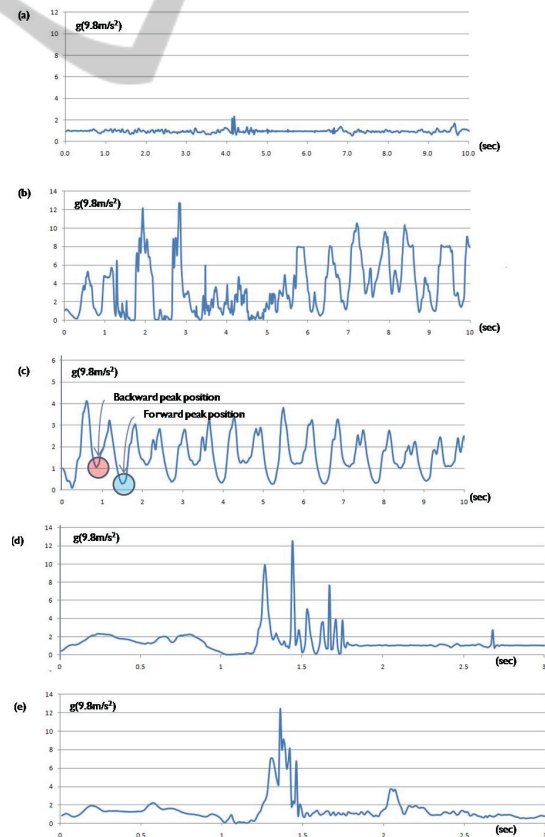 (a)
g(9.8m/s²)
12
10
8
6
4
2
0
0.0 1.0 2.0 3.0 4.0 5.0 6.0 7.0 8.0 9.0 10.0 (sec)
(b)
g(9.8m/s²)
14
12
10
8
6
4
2
0
0 1 2 3 4 5 6 7 8 9 10 (sec)
(c)
g(9.8m/s²)
6
5
4
3
2
1
0
Backward peak position
Forward peak position
0 1 2 3 4 5 6 7 8 9 10 (sec)
(d)
g(9.8m/s²)
14
12
10
8
6
4
2
0
0 0.5 1 1.5 2 2.5 3
(sec)
(e)
g(9.8m/s²)
14
12
10
8
6
4
2
0
0 0.5 1 1.5 2 2.5
(sec)